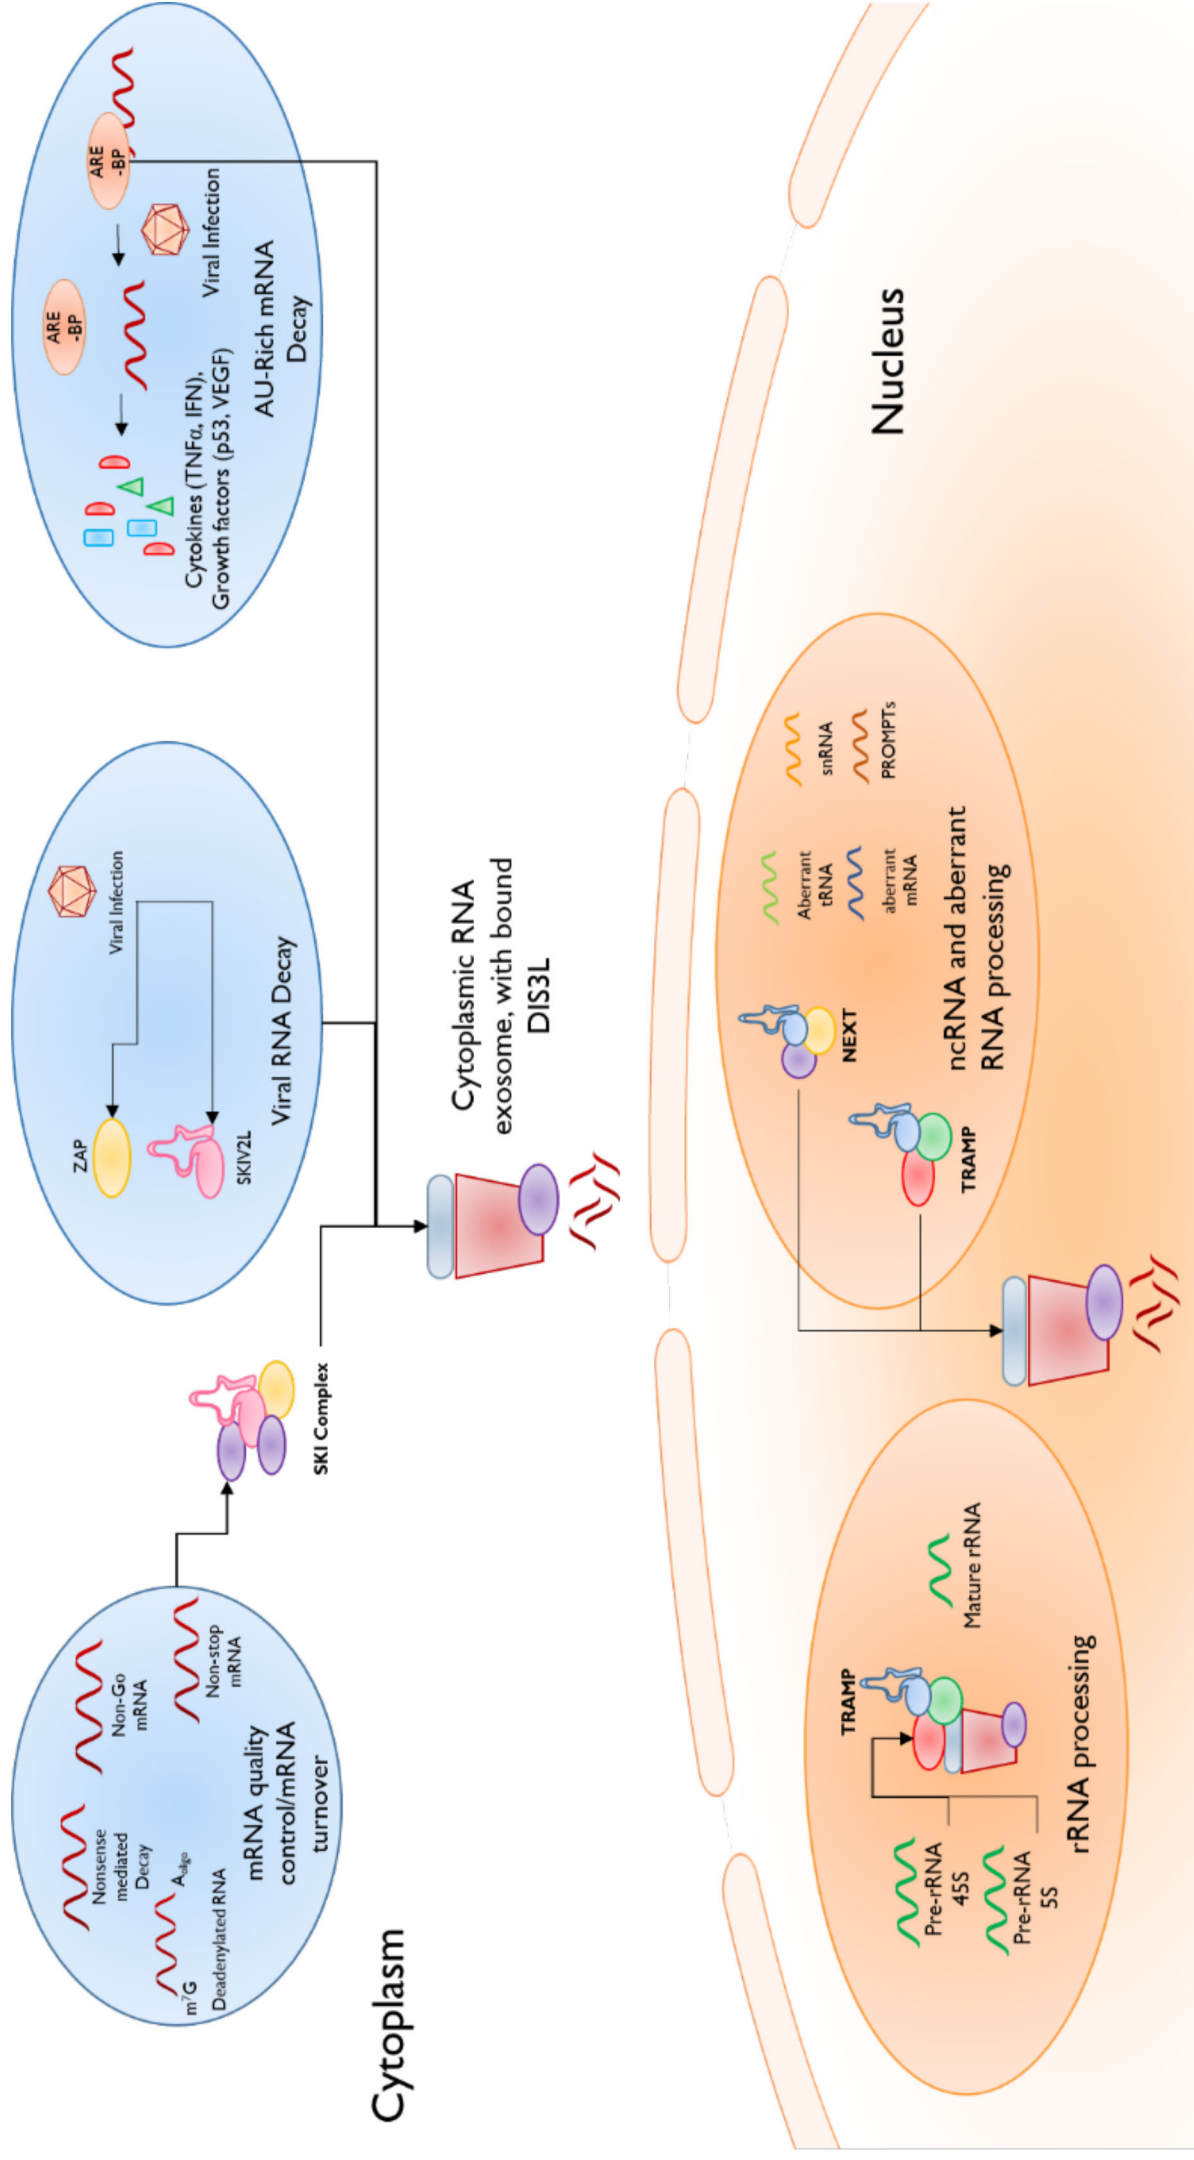 Nonsense
mediated
Decay
Non-Go
mRNA
m⁷G
Aoligo
Deadenylated RNA
Non-stop
mRNA
mRNA quality
control/mRNA
turnover
SKI Complex
Viral Infection
ZAP
SKIV2L
Viral RNA Decay
ARE
-BP
ARE
-BP
Viral Infection
Cytokines (TNFα, IFN),
Growth factors (p53, VEGF)
AU-Rich mRNA
Decay
Cytoplasm
Cytoplasmic RNA
exosome, with bound
DIS3L
Nucleus
TRAMP
Pre-rRNA
45S
Pre-rRNA
5S
Mature rRNA
rRNA processing
NEXT
TRAMP
Aberrant
tRNA
snRNA
aberrant
mRNA
PROMPTs
ncRNA and aberrant
RNA processing